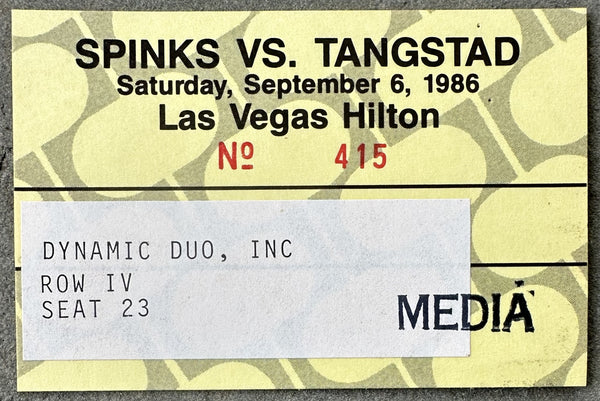 SPINKS VS. TANGSTAD
Saturday, September 6, 1986
Las Vegas Hilton
Nº 415
DYNAMIC DUO, INC
ROW IV
SEAT 23
MEDIA